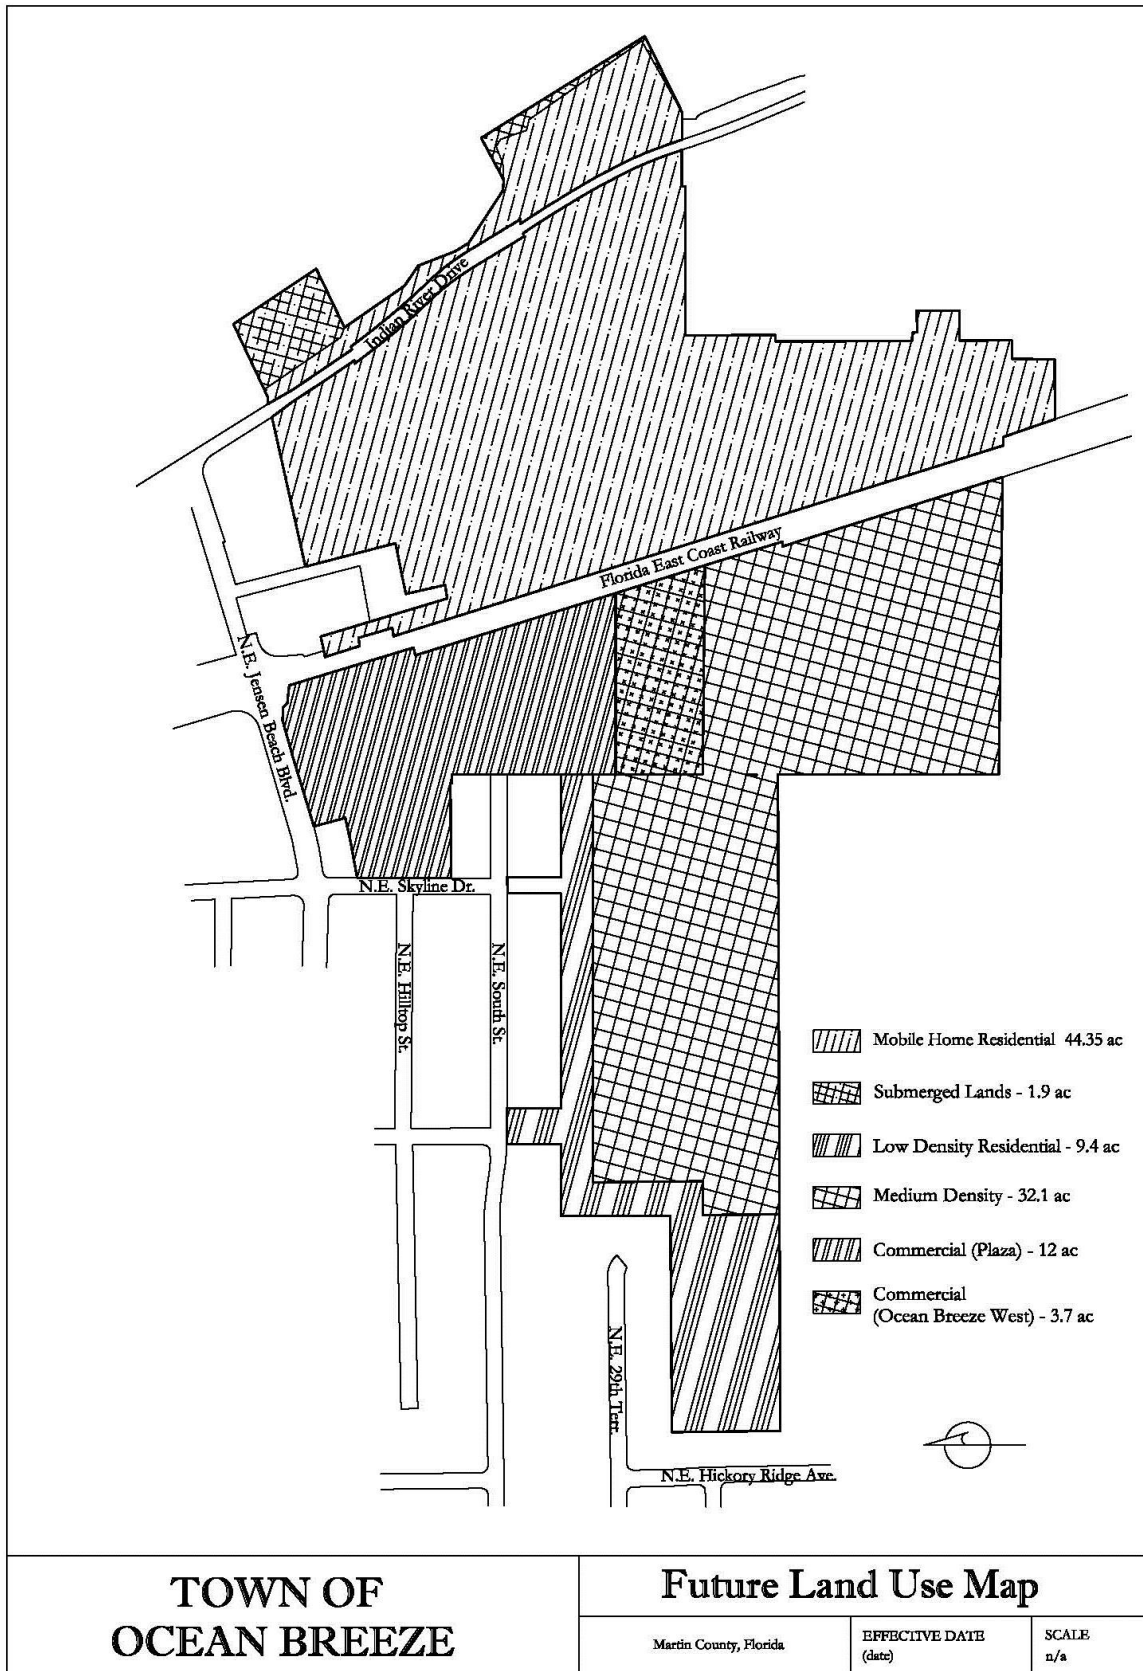 Indian River Drive
Florida East Coast Railway
N.E. Jensen Beach Blvd.
N.E. Skyline Dr.
N.E. Hilltop St.
N.E. South St.
N.E. 29th Terr.
N.E. Hickory Ridge Ave.
Mobile Home Residential 44.35 ac
Submerged Lands - 1.9 ac
Low Density Residential - 9.4 ac
Medium Density - 32.1 ac
Commercial (Plaza) - 12 ac
Commercial
(Ocean Breeze West) - 3.7 ac
TOWN OF
OCEAN BREEZE
Future Land Use Map
Martin County, Florida
EFFECTIVE DATE
(date)
SCALE
n/a